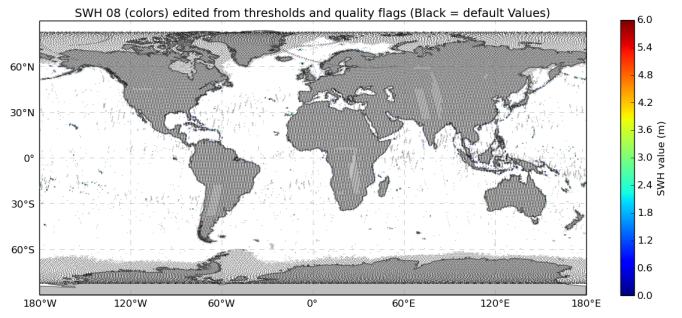 SWH 08 (colors) edited from thresholds and quality flags (Black = default Values)
60°N
30°N
0°
30°S
60°S
180°W 120°W 60°W 0° 60°E 120°E 180°E
6.0
5.4
4.8
4.2
3.6
3.0
2.4
1.8
1.2
0.6
0.0
SWH value (m)